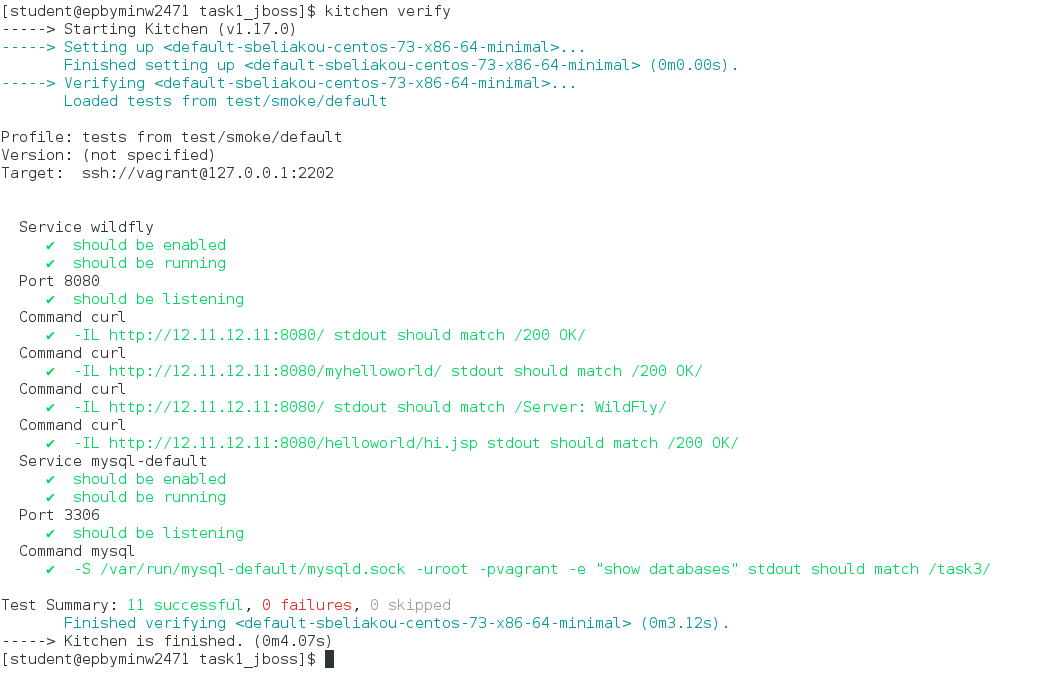 [student@epbyminw2471 task1_jboss]$ kitchen verify
-----> Starting Kitchen (v1.17.0)
-----> Setting up <default-sbeliakou-centos-73-x86-64-minimal>...
       Finished setting up <default-sbeliakou-centos-73-x86-64-minimal> (0m0.00s).
-----> Verifying <default-sbeliakou-centos-73-x86-64-minimal>...
       Loaded tests from test/smoke/default
Profile: tests from test/smoke/default
Version: (not specified)
Target:  ssh://vagrant@127.0.0.1:2202
  Service wildfly
     ✔  should be enabled
     ✔  should be running
  Port 8080
     ✔  should be listening
  Command curl
     ✔  -IL http://12.11.12.11:8080/ stdout should match /200 OK/
  Command curl
     ✔  -IL http://12.11.12.11:8080/myhelloworld/ stdout should match /200 OK/
  Command curl
     ✔  -IL http://12.11.12.11:8080/ stdout should match /Server: WildFly/
  Command curl
     ✔  -IL http://12.11.12.11:8080/helloworld/hi.jsp stdout should match /200 OK/
  Service mysql-default
     ✔  should be enabled
     ✔  should be running
  Port 3306
     ✔  should be listening
  Command mysql
     ✔  -S /var/run/mysql-default/mysqld.sock -uroot -pvagrant -e "show databases" stdout should match /task3/
Test Summary: 11 successful, 0 failures, 0 skipped
       Finished verifying <default-sbeliakou-centos-73-x86-64-minimal> (0m3.12s).
-----> Kitchen is finished. (0m4.07s)
[student@epbyminw2471 task1_jboss]$